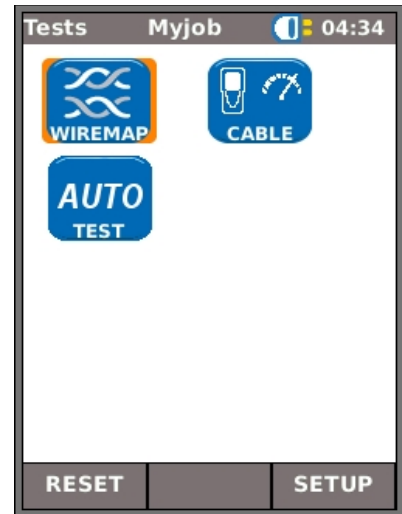 Tests Myjob 04:34
WIREMAP CABLE
AUTO
TEST
RESET SETUP